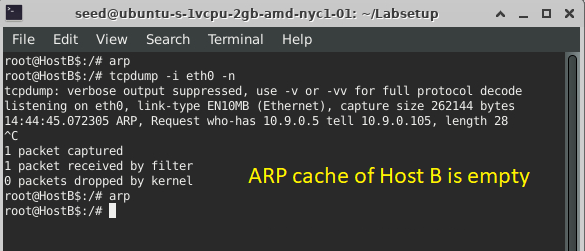 seed@ubuntu-s-1vcpu-2gb-amd-nyc1-01: ~/Labsetup
File Edit View Search Terminal Help
root@HostB$:/# arp
root@HostB$:/# tcpdump -i eth0 -n
tcpdump: verbose output suppressed, use -v or -vv for full protocol decode
listening on eth0, link-type EN10MB (Ethernet), capture size 262144 bytes
14:44:45.072305 ARP, Request who-has 10.9.0.5 tell 10.9.0.105, length 28
^C
1 packet captured
1 packet received by filter
0 packets dropped by kernel
ARP cache of Host B is empty
root@HostB$:/# arp
root@HostB$:/#